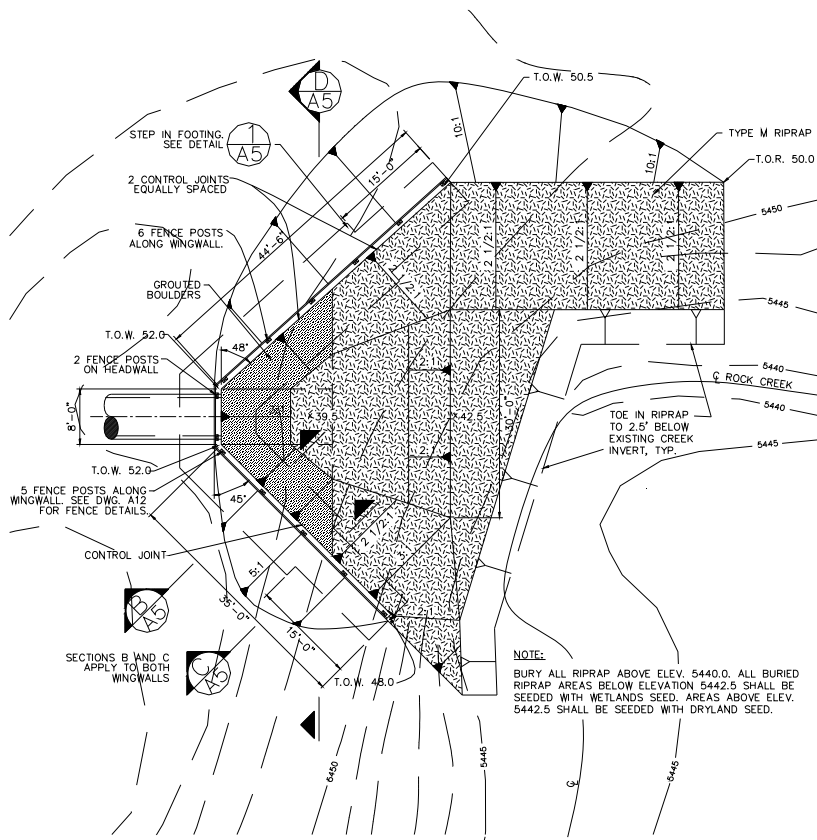 T.O.W. 50.5
D
A5
STEP IN FOOTING.
SEE DETAIL
1
A5
10:1
TYPE M RIPRAP
15'-0"
10:1
T.O.R. 50.0
2 CONTROL JOINTS
EQUALLY SPACED
5450
6 FENCE POSTS
ALONG WINGWALL.
44'-6"
2 1/2:1
2 1/2:1
2 1/2:1
GROUTED
BOULDERS
5445
T.O.W. 52.0
48°
2 FENCE POSTS
ON HEADWALL
2:1
5440
℄ ROCK CREEK
8'-0"
39.5
42.5
30'-0"
5440
TOE IN RIPRAP
TO 2.5' BELOW
EXISTING CREEK
INVERT, TYP.
5445
T.O.W. 52.0
2:1
5 FENCE POSTS ALONG
WINGWALL. SEE DWG. A12
FOR FENCE DETAILS.
45°
2 1/2:1
CONTROL JOINT
5:1
B
A5
35'-0"
15'-0"
2:1
SECTIONS B AND C
APPLY TO BOTH
WINGWALLS
C
A5
T.O.W. 48.0
NOTE:
BURY ALL RIPRAP ABOVE ELEV. 5440.0. ALL BURIED
RIPRAP AREAS BELOW ELEVATION 5442.5 SHALL BE
SEEDED WITH WETLANDS SEED. AREAS ABOVE ELEV.
5442.5 SHALL BE SEEDED WITH DRYLAND SEED.
5450
5445
℄
5445